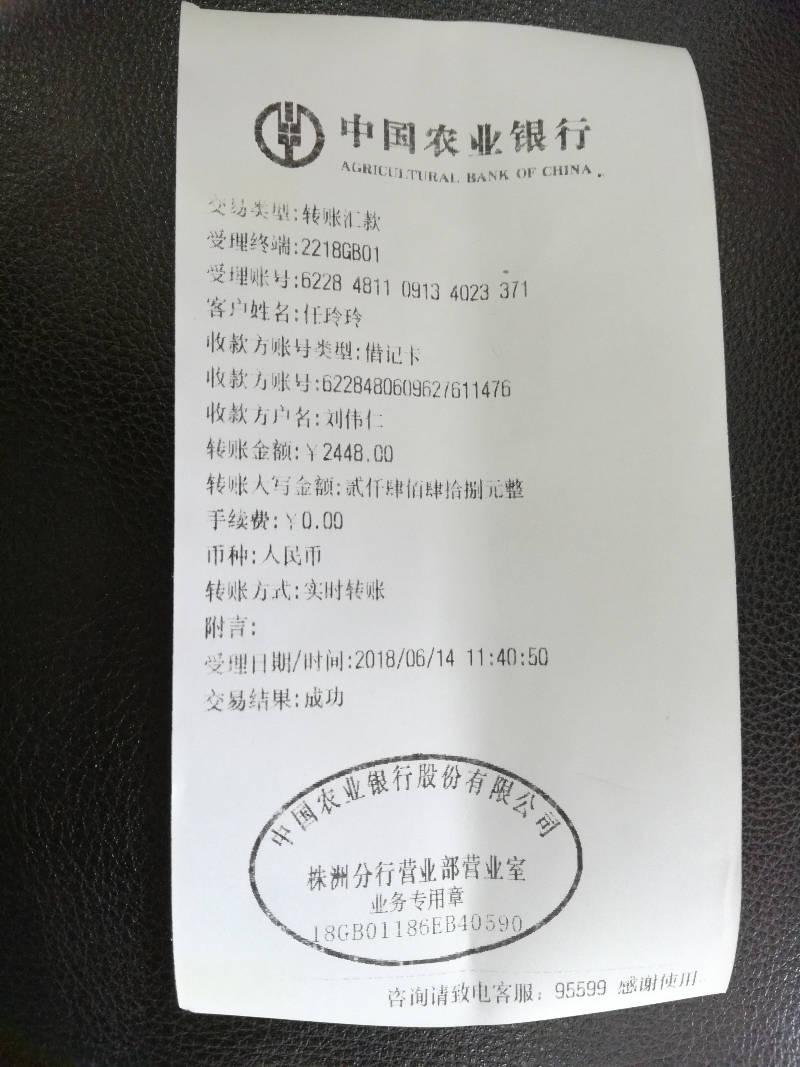 中国农业银行
AGRICULTURAL BANK OF CHINA
交易类型:转账汇款
受理终端:2218GB01
受理账号:6228 4811 0913 4023 371
客户姓名:任玲玲
收款方账号类型:借记卡
收款方账号:6228480609627611476
收款方户名:刘伟仁
转账金额:¥2448.00
转账大写金额:贰仟肆佰肆拾捌元整
手续费:¥0.00
币种:人民币
转账方式:实时转账
附言:
受理日期/时间:2018/06/14 11:40:50
交易结果:成功
中国农业银行股份有限公司
株洲分行营业部营业室
业务专用章
18GB01186EB40590
咨询请致电客服：95599 感谢使用